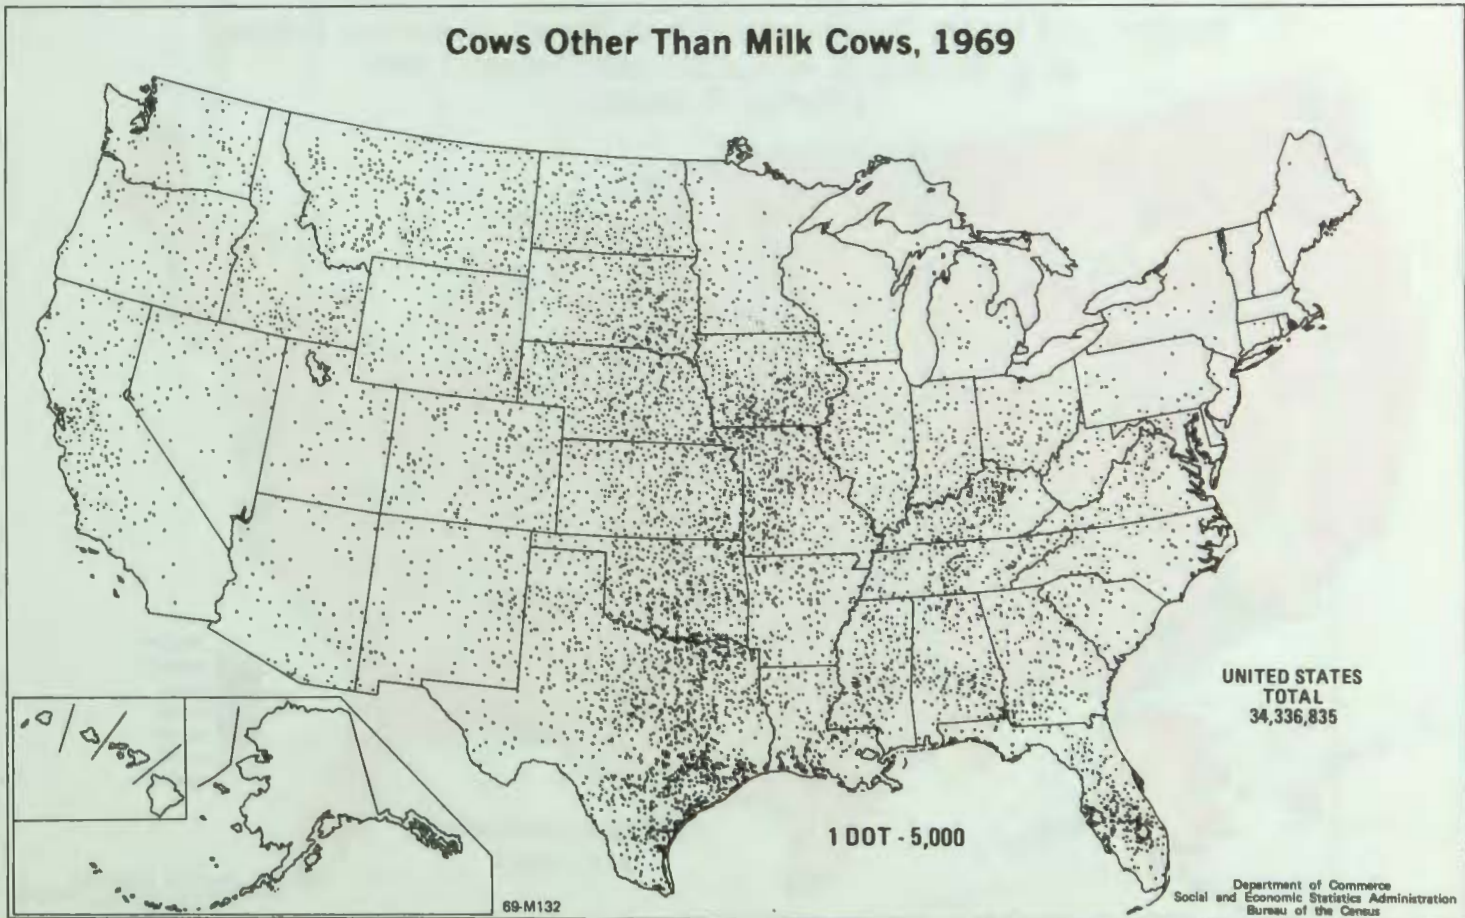 Cows Other Than Milk Cows, 1969
UNITED STATES
TOTAL
34,336,835
1 DOT - 5,000
69-M132
Department of Commerce
Social and Economic Statistics Administration
Bureau of the Census